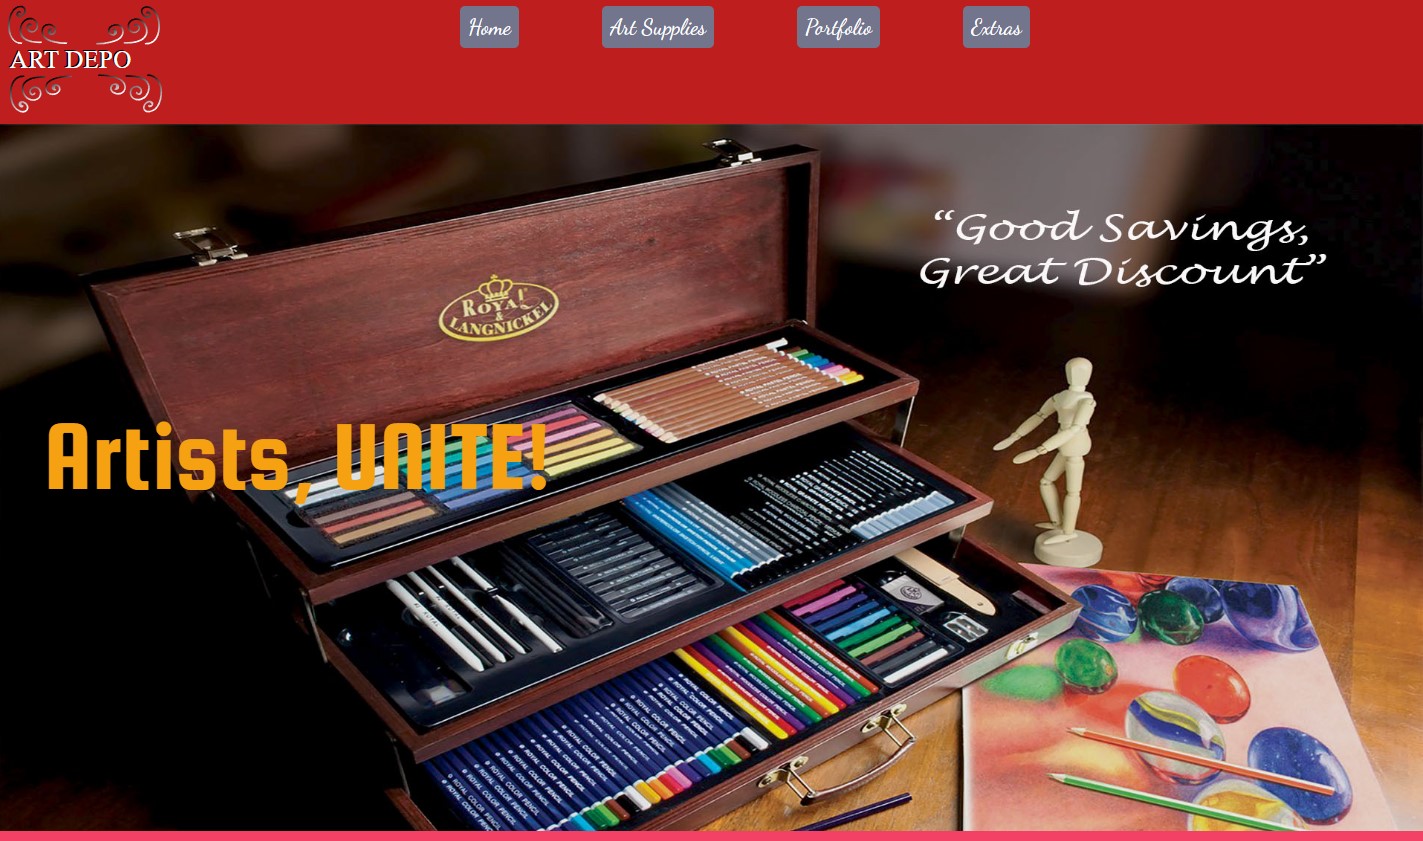 ART DEPO
Home
Art Supplies
Portfolio
Extras
“Good Savings,
Great Discount”
ROYAL
&
LANGNICKEL
Artists, UNITE!